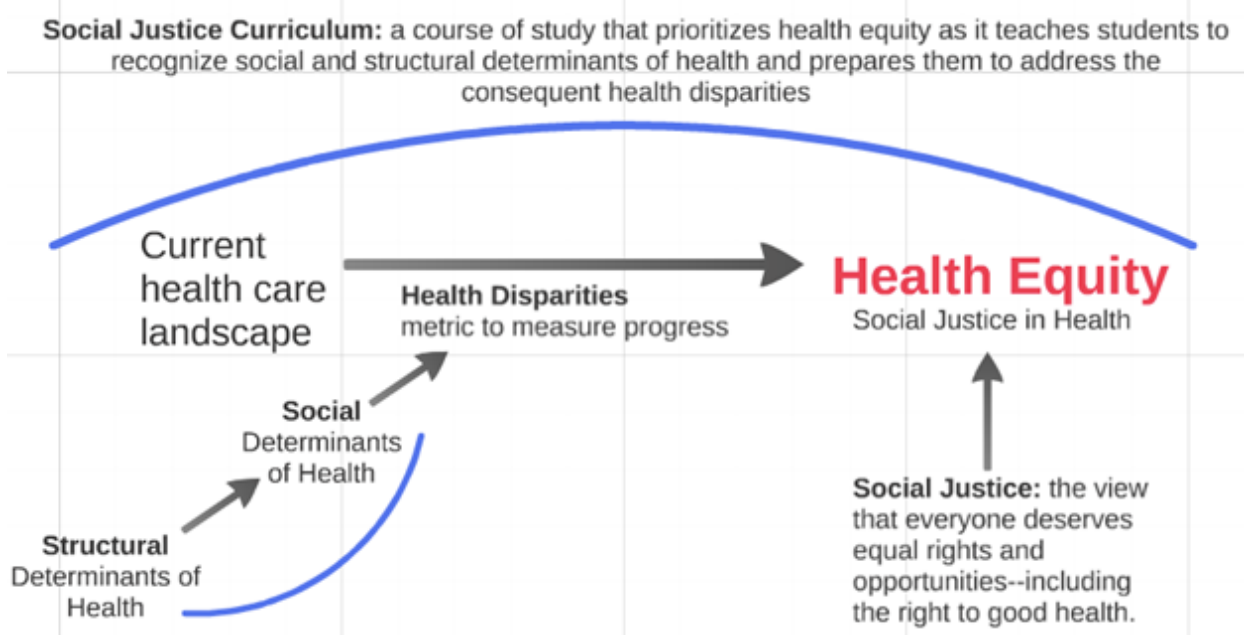 Social Justice Curriculum: a course of study that prioritizes health equity as it teaches students to
recognize social and structural determinants of health and prepares them to address the
consequent health disparities
Current
health care
landscape
Health Disparities
metric to measure progress
Health Equity
Social Justice in Health
Social
Determinants
of Health
Structural
Determinants of
Health
Social Justice: the view
that everyone deserves
equal rights and
opportunities--including
the right to good health.